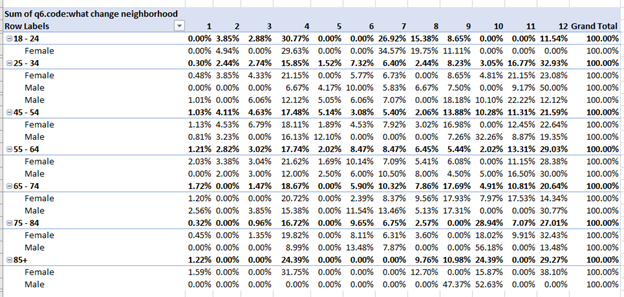 Sum of q6.code:what change neighborhood
Row Labels 1 2 3 4 5 6 7 8 9 10 11 12 Grand Total
18 - 24 0.00% 3.85% 2.88% 30.77% 0.00% 0.00% 26.92% 15.38% 8.65% 0.00% 0.00% 11.54% 100.00%
Female 0.00% 4.94% 0.00% 29.63% 0.00% 0.00% 34.57% 19.75% 11.11% 0.00% 0.00% 0.00% 100.00%
25 - 34 0.30% 2.44% 2.74% 15.85% 1.52% 7.32% 6.40% 2.44% 8.23% 3.05% 16.77% 32.93% 100.00%
Female 0.48% 3.85% 4.33% 21.15% 0.00% 5.77% 6.73% 0.00% 8.65% 4.81% 21.15% 23.08% 100.00%
Male 0.00% 0.00% 0.00% 6.67% 4.17% 10.00% 5.83% 6.67% 7.50% 0.00% 9.17% 50.00% 100.00%
Male 1.01% 0.00% 6.06% 12.12% 5.05% 6.06% 7.07% 0.00% 18.18% 10.10% 22.22% 12.12% 100.00%
45 - 54 1.03% 4.11% 4.63% 17.48% 5.14% 3.08% 5.40% 2.06% 13.88% 10.28% 11.31% 21.59% 100.00%
Female 1.13% 4.53% 6.79% 18.11% 1.89% 4.53% 7.92% 3.02% 16.98% 0.00% 12.45% 22.64% 100.00%
Male 0.81% 3.23% 0.00% 16.13% 12.10% 0.00% 0.00% 0.00% 7.26% 32.26% 8.87% 19.35% 100.00%
55 - 64 1.21% 2.82% 3.02% 17.74% 2.02% 8.47% 8.47% 6.45% 5.44% 2.02% 13.31% 29.03% 100.00%
Female 2.03% 3.38% 3.04% 21.62% 1.69% 10.14% 7.09% 5.41% 6.08% 0.00% 11.15% 28.38% 100.00%
Male 0.00% 2.00% 3.00% 12.00% 2.50% 6.00% 10.50% 8.00% 4.50% 5.00% 16.50% 30.00% 100.00%
65 - 74 1.72% 0.00% 1.47% 18.67% 0.00% 5.90% 10.32% 7.86% 17.69% 4.91% 10.81% 20.64% 100.00%
Female 1.20% 0.00% 0.00% 20.72% 0.00% 2.39% 8.37% 9.56% 17.93% 7.97% 17.53% 14.34% 100.00%
Male 2.56% 0.00% 3.85% 15.38% 0.00% 11.54% 13.46% 5.13% 17.31% 0.00% 0.00% 30.77% 100.00%
75 - 84 0.32% 0.00% 0.96% 16.72% 0.00% 9.65% 6.75% 2.57% 0.00% 28.94% 7.07% 27.01% 100.00%
Female 0.45% 0.00% 1.35% 19.82% 0.00% 8.11% 6.31% 3.60% 0.00% 18.02% 9.91% 32.43% 100.00%
Male 0.00% 0.00% 0.00% 8.99% 0.00% 13.48% 7.87% 0.00% 0.00% 56.18% 0.00% 13.48% 100.00%
85+ 1.22% 0.00% 0.00% 24.39% 0.00% 0.00% 0.00% 9.76% 10.98% 24.39% 0.00% 29.27% 100.00%
Female 1.59% 0.00% 0.00% 31.75% 0.00% 0.00% 0.00% 12.70% 0.00% 15.87% 0.00% 38.10% 100.00%
Male 0.00% 0.00% 0.00% 0.00% 0.00% 0.00% 0.00% 0.00% 47.37% 52.63% 0.00% 0.00% 100.00%